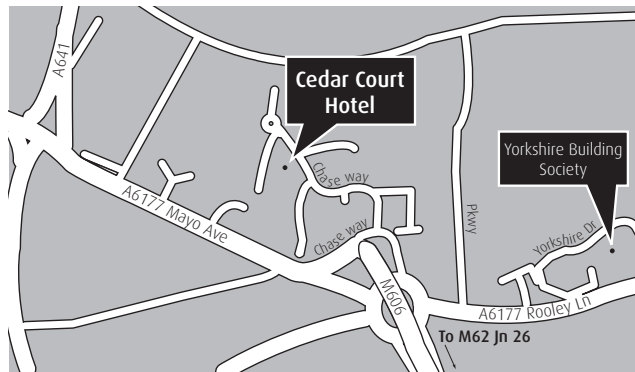 A641
Cedar Court
Hotel
Yorkshire Building
Society
Chase way
A6177 Mayo Ave
Pkwy
Chase way
Yorkshire Dr
M606
A6177 Rooley Ln
To M62 Jn 26